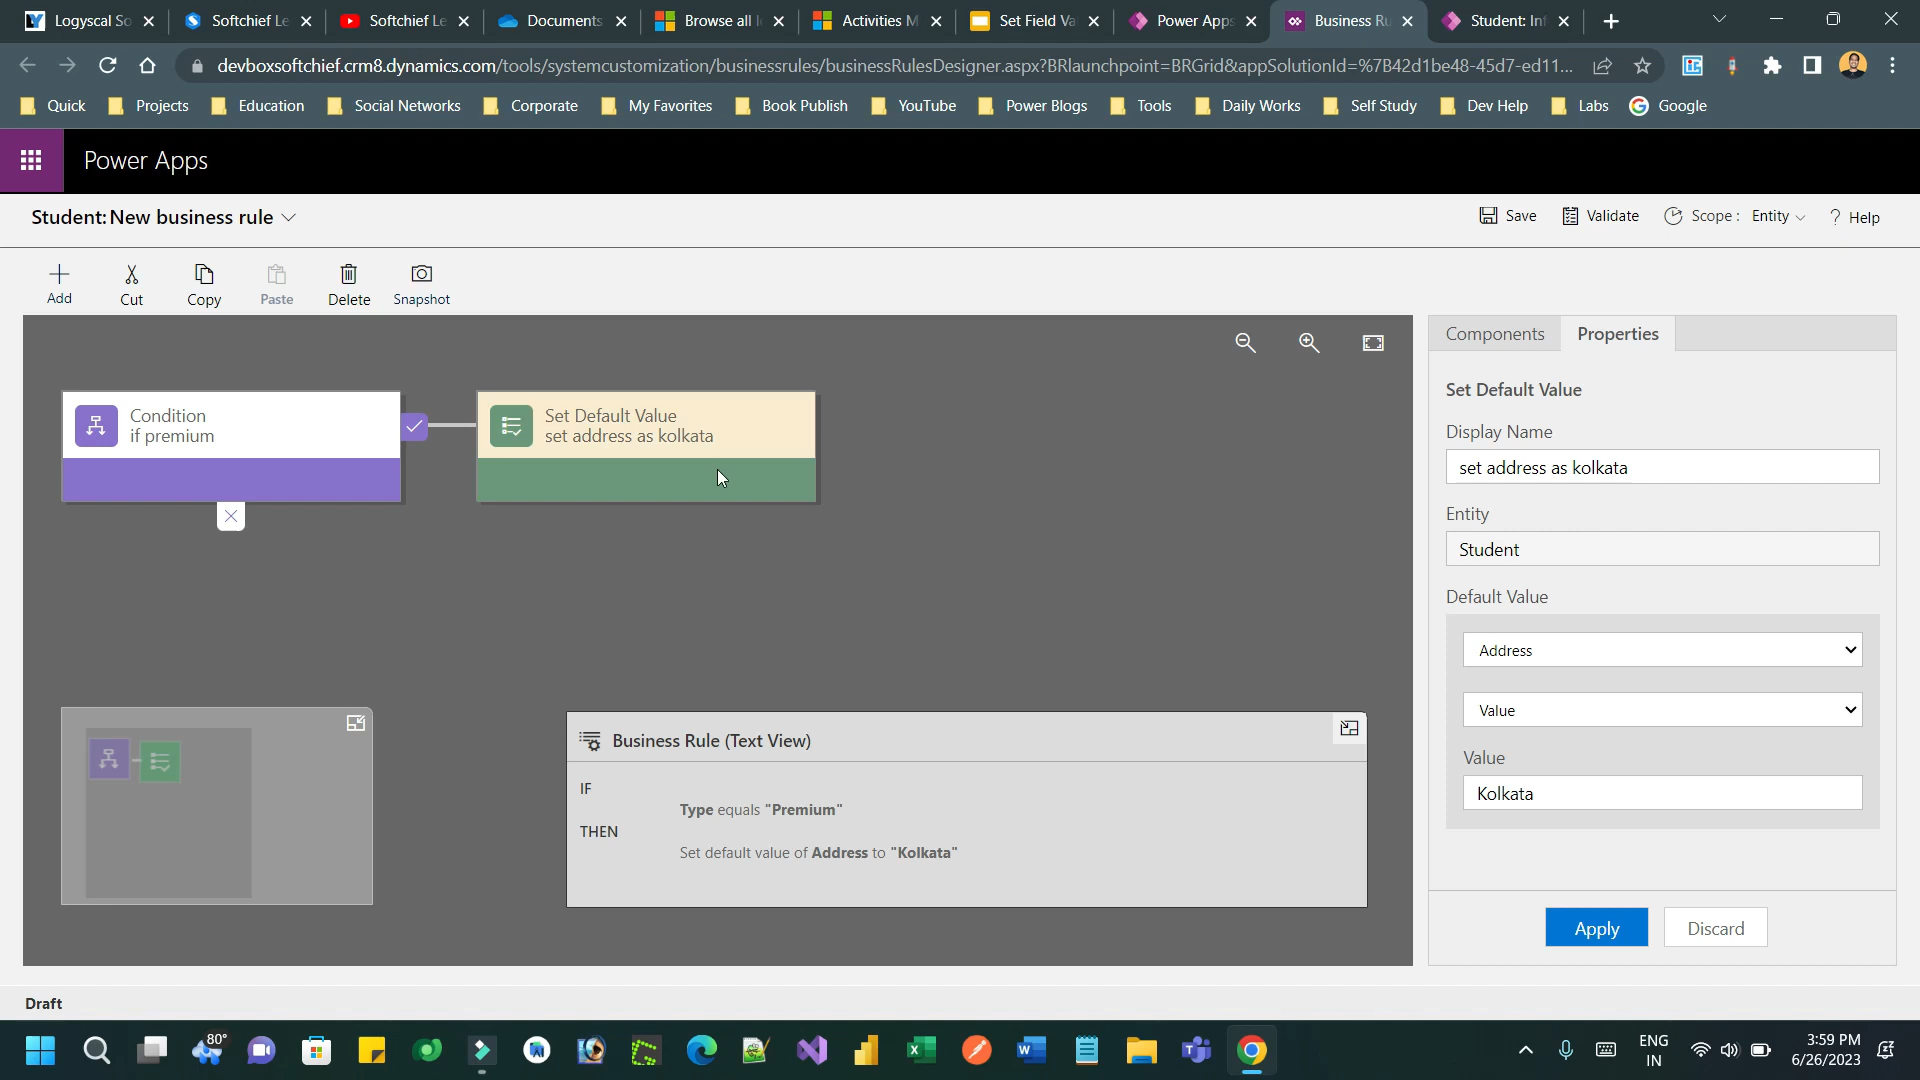 Logyscal So
Softchief Le
Softchief Le
Documents
Browse all
Activities M
Set Field Va
Power Apps
Business Ru
Student: Inf
devboxsoftchief.crm8.dynamics.com/tools/systemcustomization/businessrules/businessRulesDesigner.aspx?BRlaunchpoint=BRGrid&appSolutionId=%7B42d1be48-45d7-ed11...
Quick
Projects
Education
Social Networks
Corporate
My Favorites
Book Publish
YouTube
Power Blogs
Tools
Daily Works
Self Study
Dev Help
Labs
Google
Power Apps
Student: New business rule
Save
Validate
Scope : Entity
? Help
Add
Cut
Copy
Paste
Delete
Snapshot
Condition
if premium
Set Default Value
set address as kolkata
Business Rule (Text View)
IF
Type equals "Premium"
THEN
Set default value of Address to "Kolkata"
Components
Properties
Set Default Value
Display Name
set address as kolkata
Entity
Student
Default Value
Address
Value
Value
Kolkata
Apply
Discard
Draft
80°
ENG
IN
3:59 PM
6/26/2023